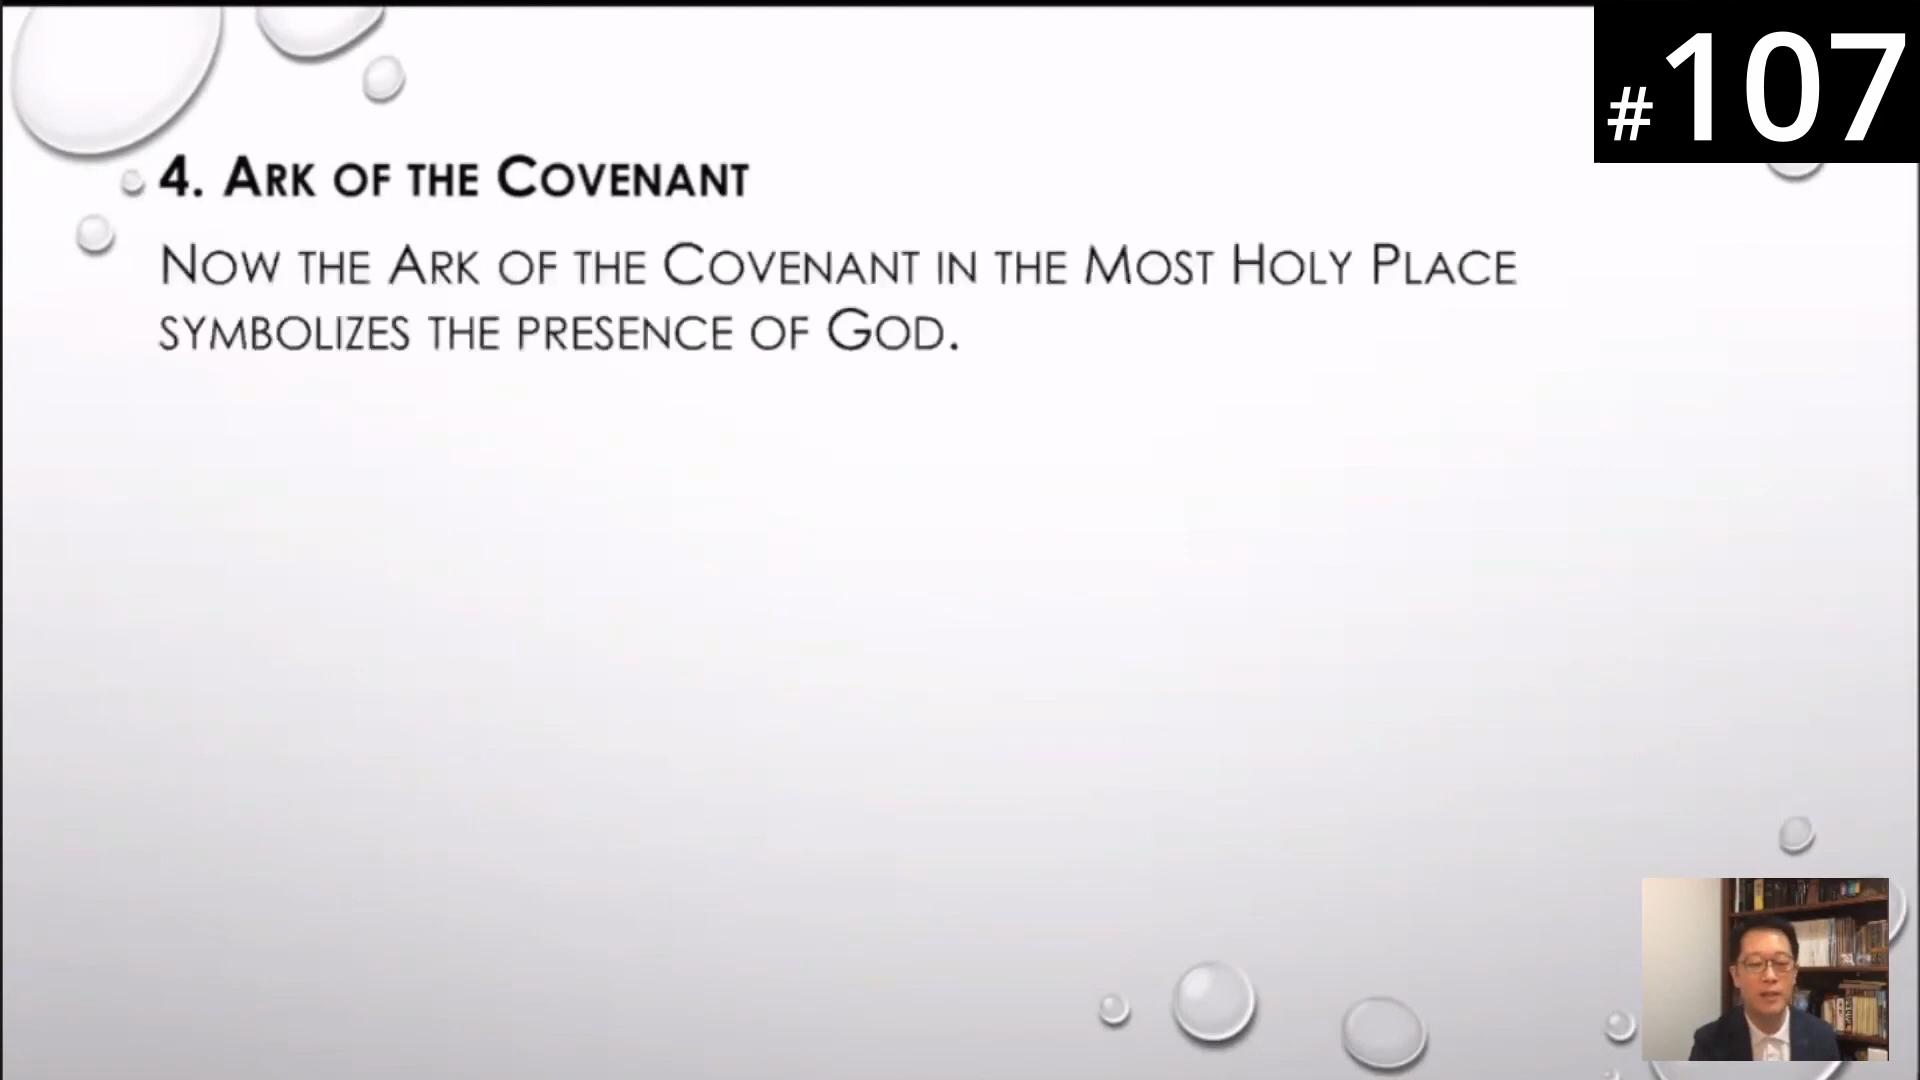 #107
4. Ark of the Covenant
Now the Ark of the Covenant in the Most Holy Place
symbolizes the presence of God.